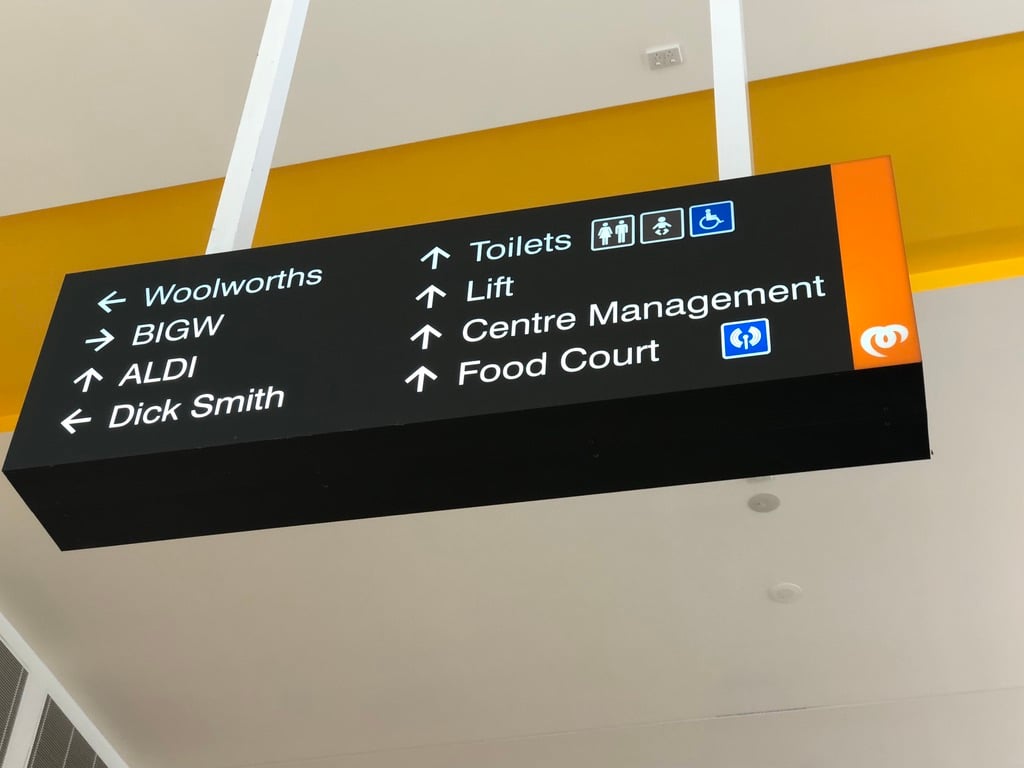 ← Woolworths
→ BIGW
↑ ALDI
← Dick Smith
↑ Toilets
↑ Lift
↑ Centre Management
↑ Food Court